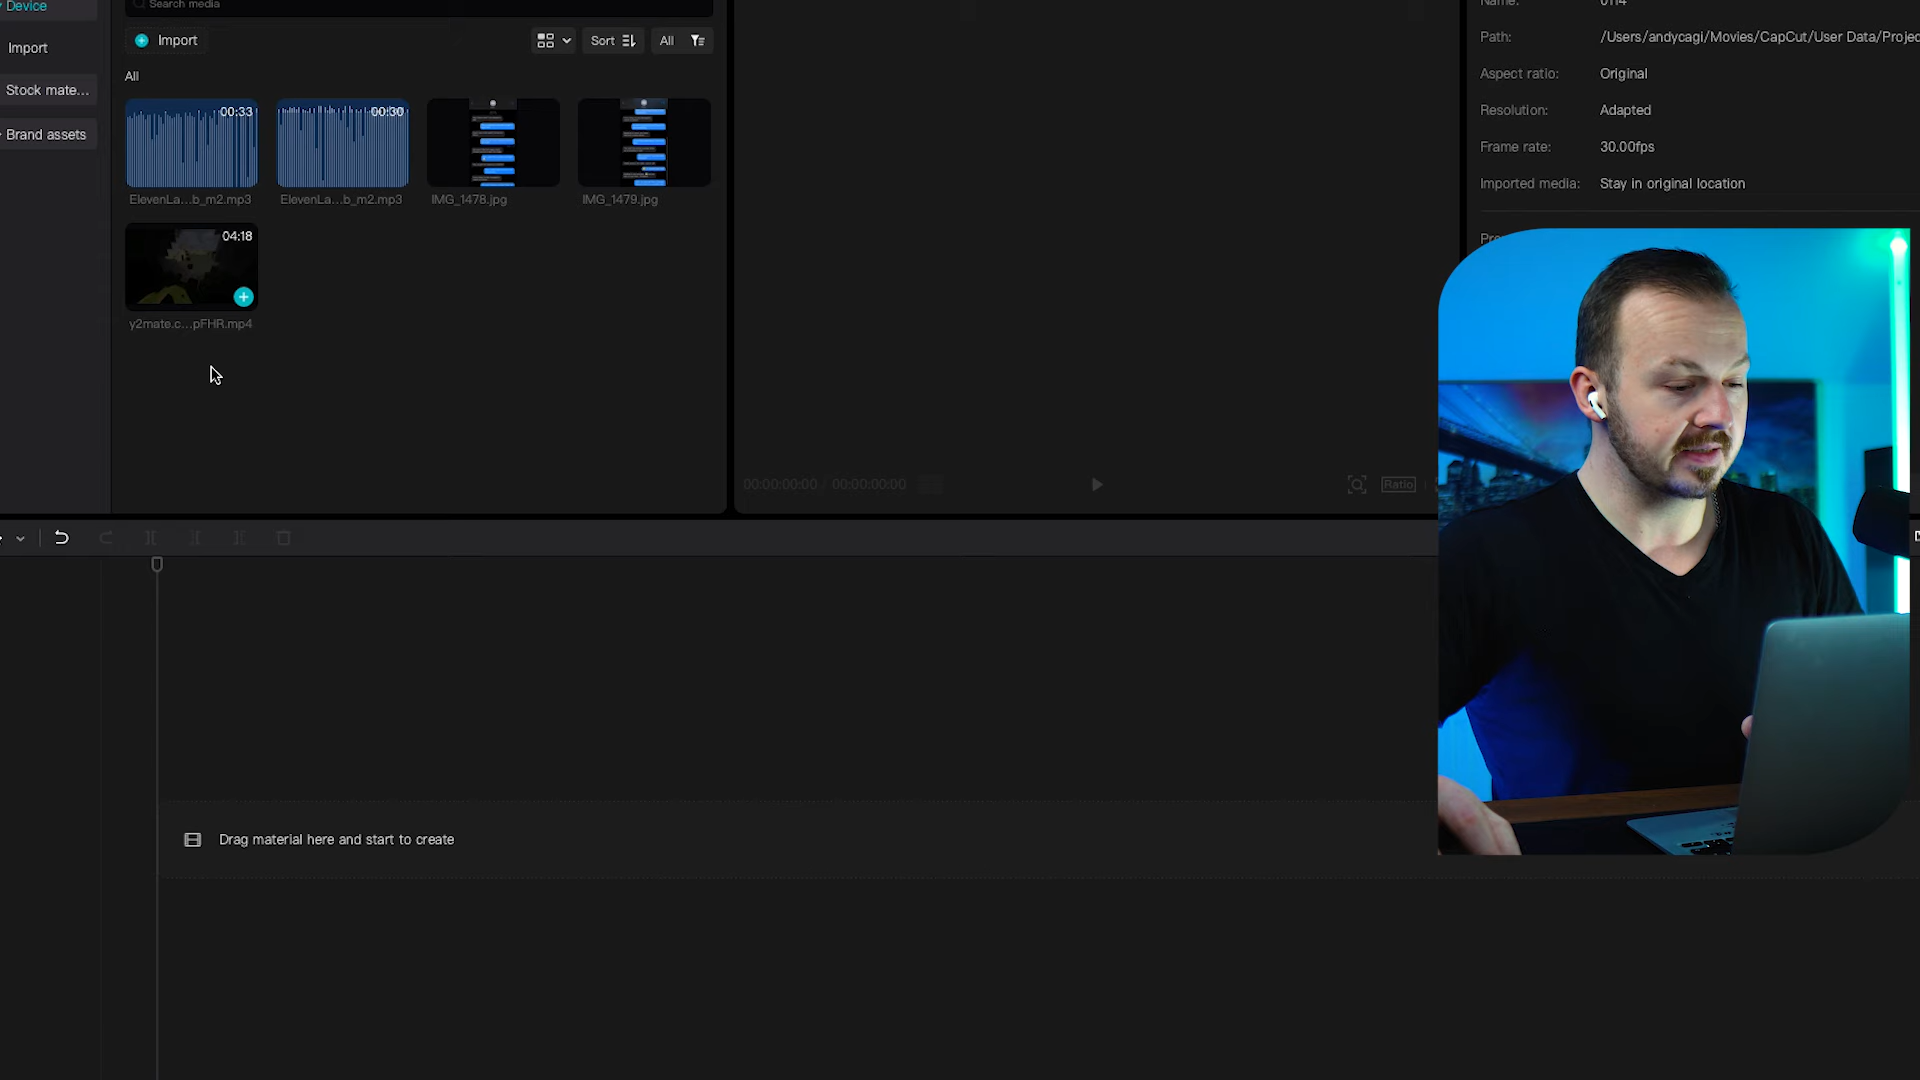 Device
Search media
Import
Import
Sort
All
All
Stock mate...
Brand assets
00:33
00:30
ElevenLa...b_m2.mp3
ElevenLa...b_m2.mp3
IMG_1478.jpg
IMG_1479.jpg
04:18
y2mate.c...pFHR.mp4
00:00:00:00 / 00:00:00:00
Ratio
Name:
0114
Path:
/Users/andycagi/Movies/CapCut/User Data/Projec
Aspect ratio:
Original
Resolution:
Adapted
Frame rate:
30.00fps
Imported media:
Stay in original location
Drag material here and start to create